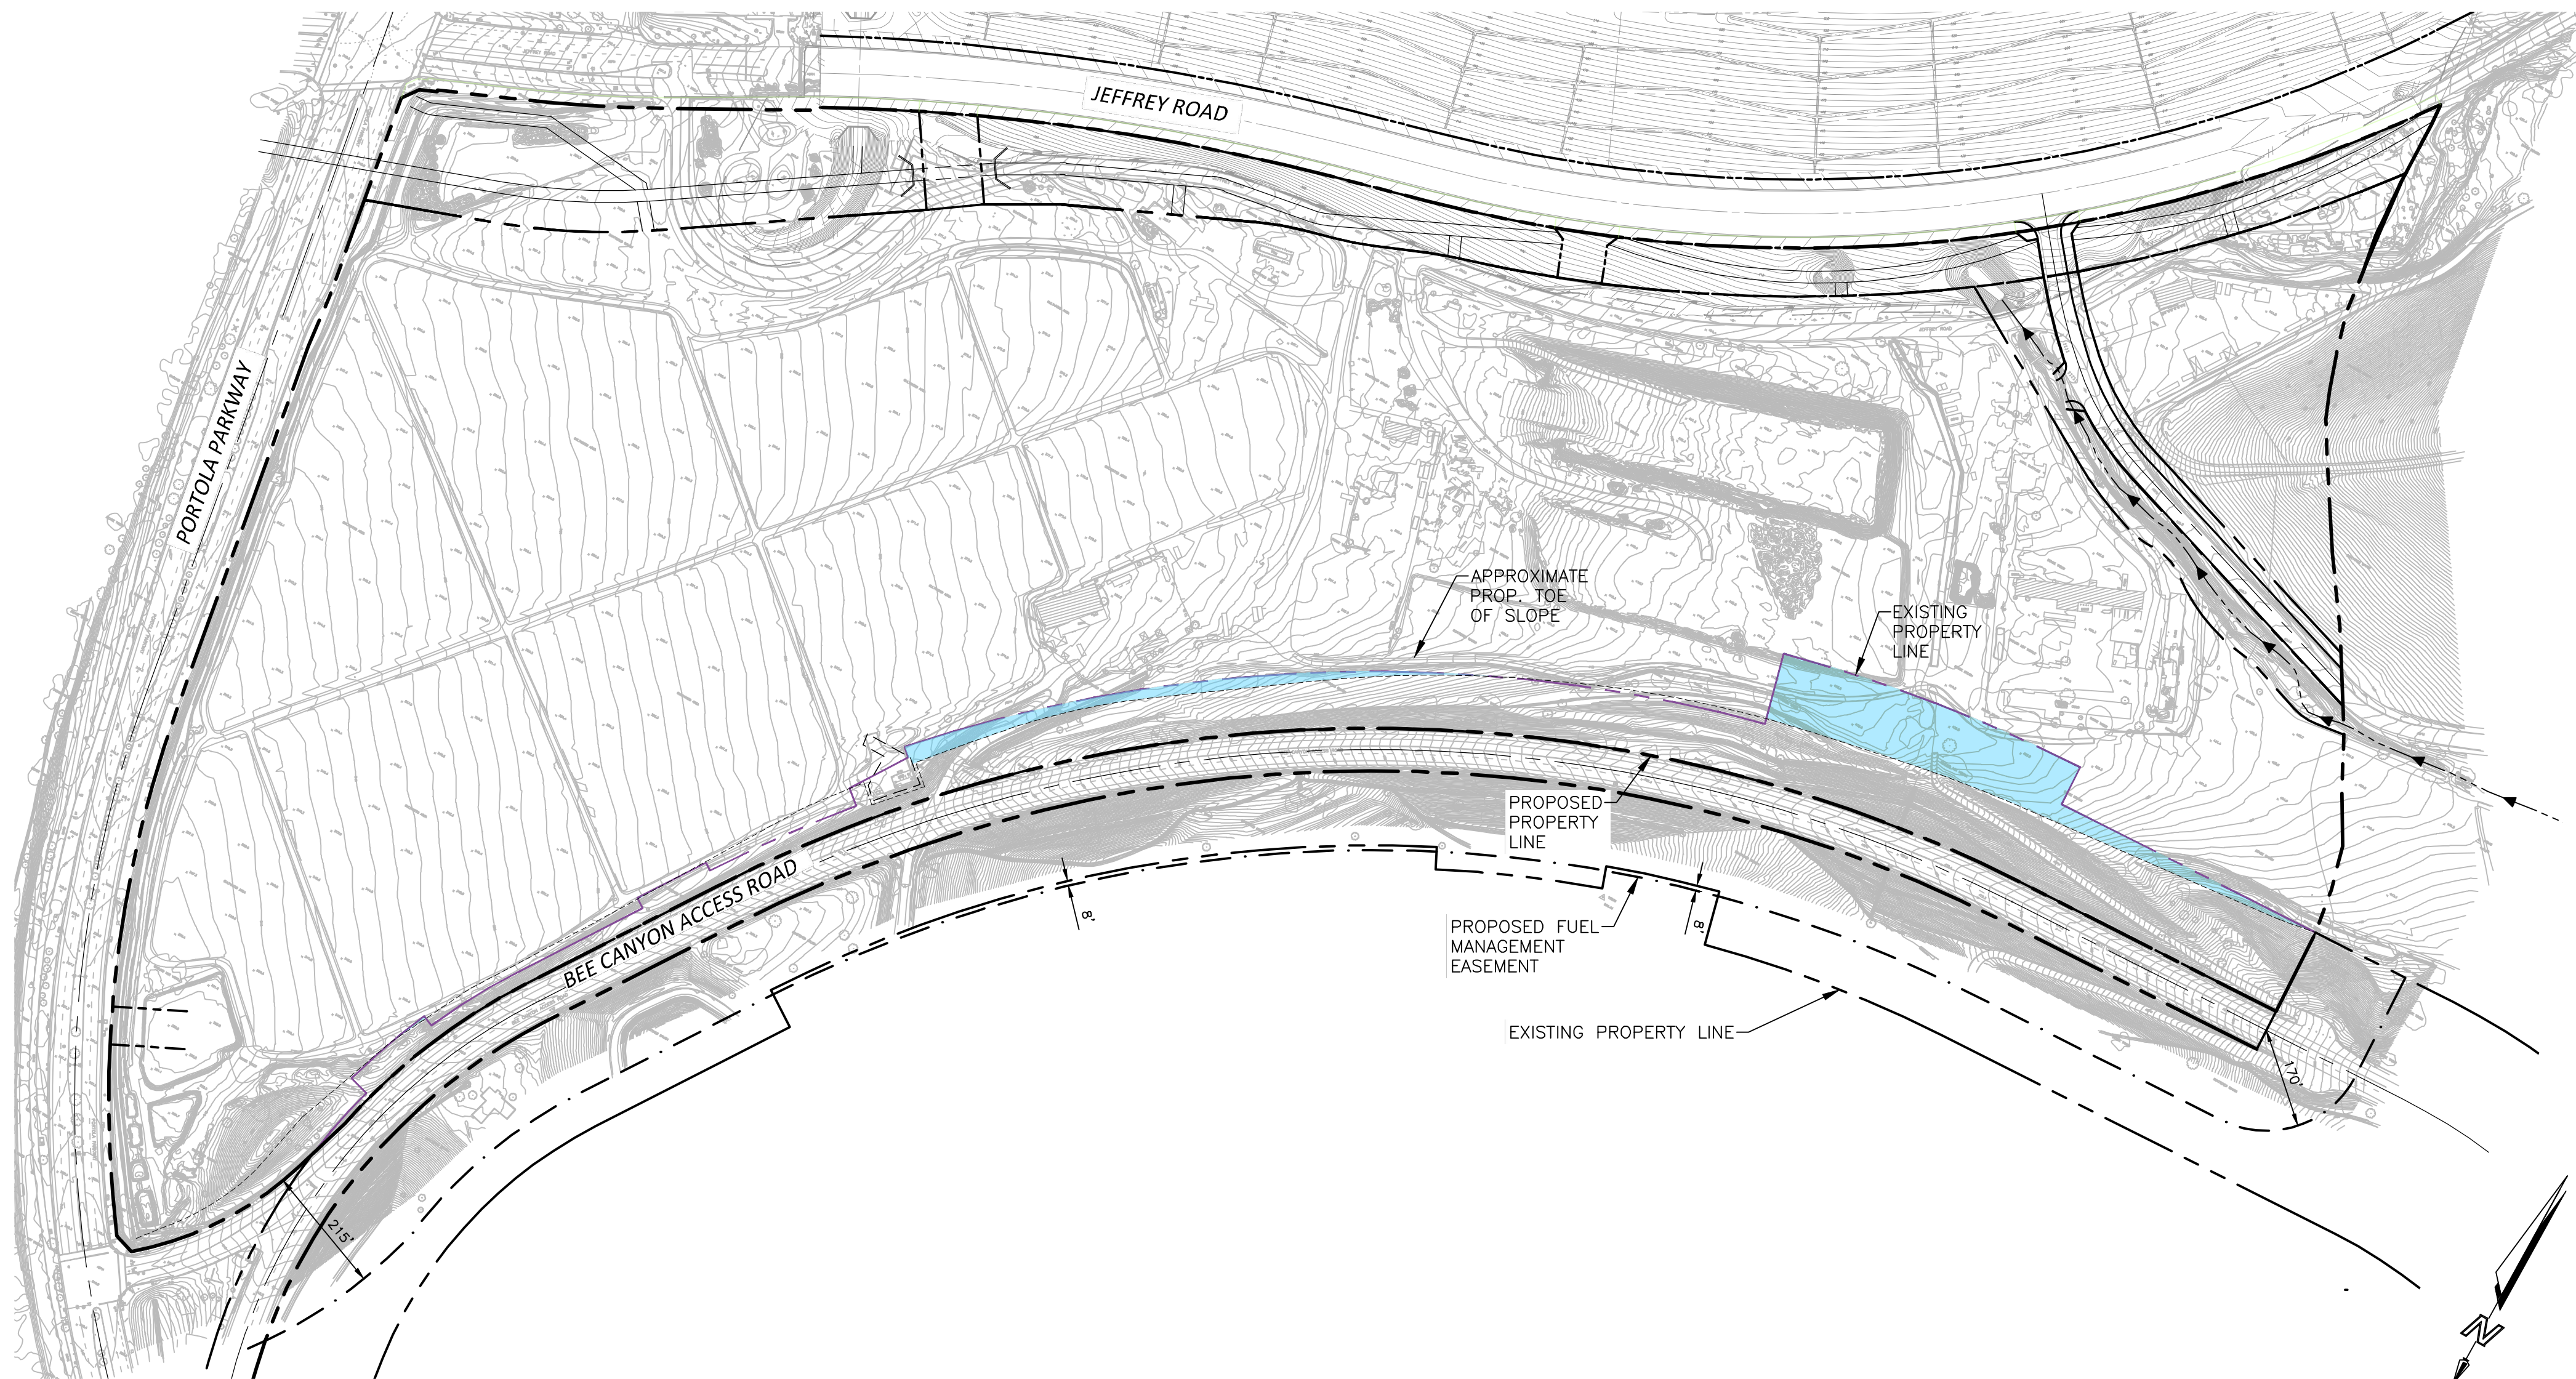 JEFFREY ROAD
PORTOLA PARKWAY
APPROXIMATE
PROP. TOE
OF SLOPE
EXISTING
PROPERTY
LINE
PROPOSED
PROPERTY
LINE
BEE CANYON ACCESS ROAD
8'
8'
PROPOSED FUEL
MANAGEMENT
EASEMENT
EXISTING PROPERTY LINE
170'
215'
N